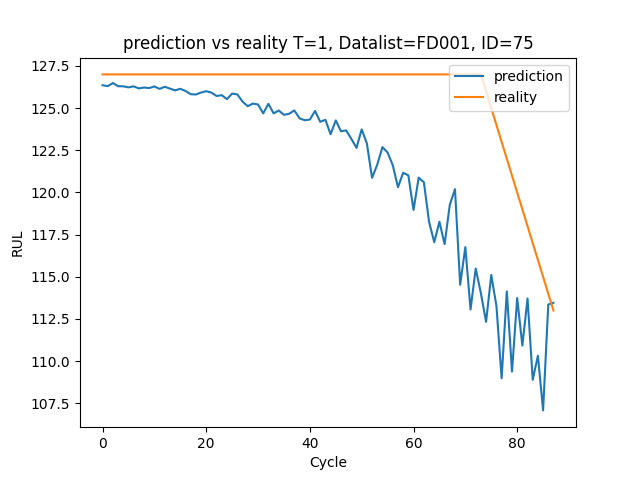 prediction vs reality T=1, Datalist=FD001, ID=75
127.5
125.0
122.5
120.0
117.5
115.0
112.5
110.0
107.5
RUL
prediction
reality
0 20 40 60 80
Cycle